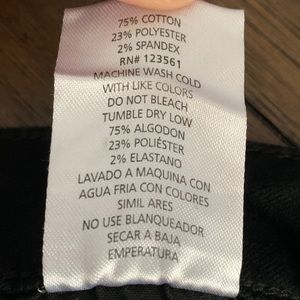 75% COTTON
23% POLYESTER
2% SPANDEX
RN# 123561
MACHINE WASH COLD
WITH LIKE COLORS
DO NOT BLEACH
TUMBLE DRY LOW
75% ALGODON
23% POLIÉSTER
2% ELASTANO
LAVADO A MAQUINA CON
AGUA FRIA CON COLORES
SIMIL ARES
NO USE BLANQUEADOR
SECAR A BAJA
EMPERATURA